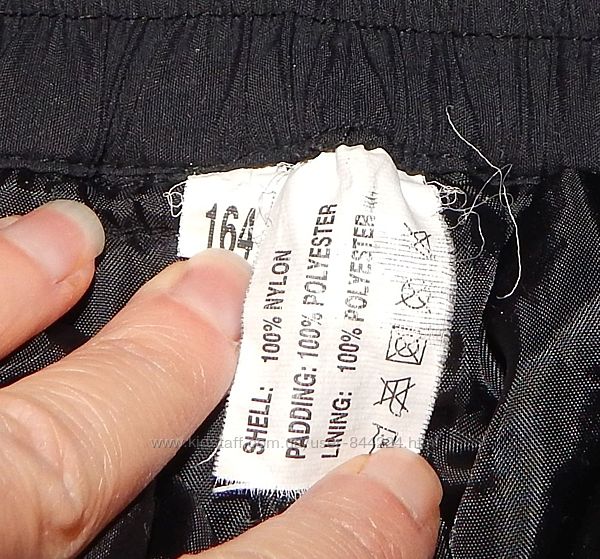 164
SHELL: 100% NYLON
PADDING: 100% POLYESTER
LINING: 100% POLYESTER